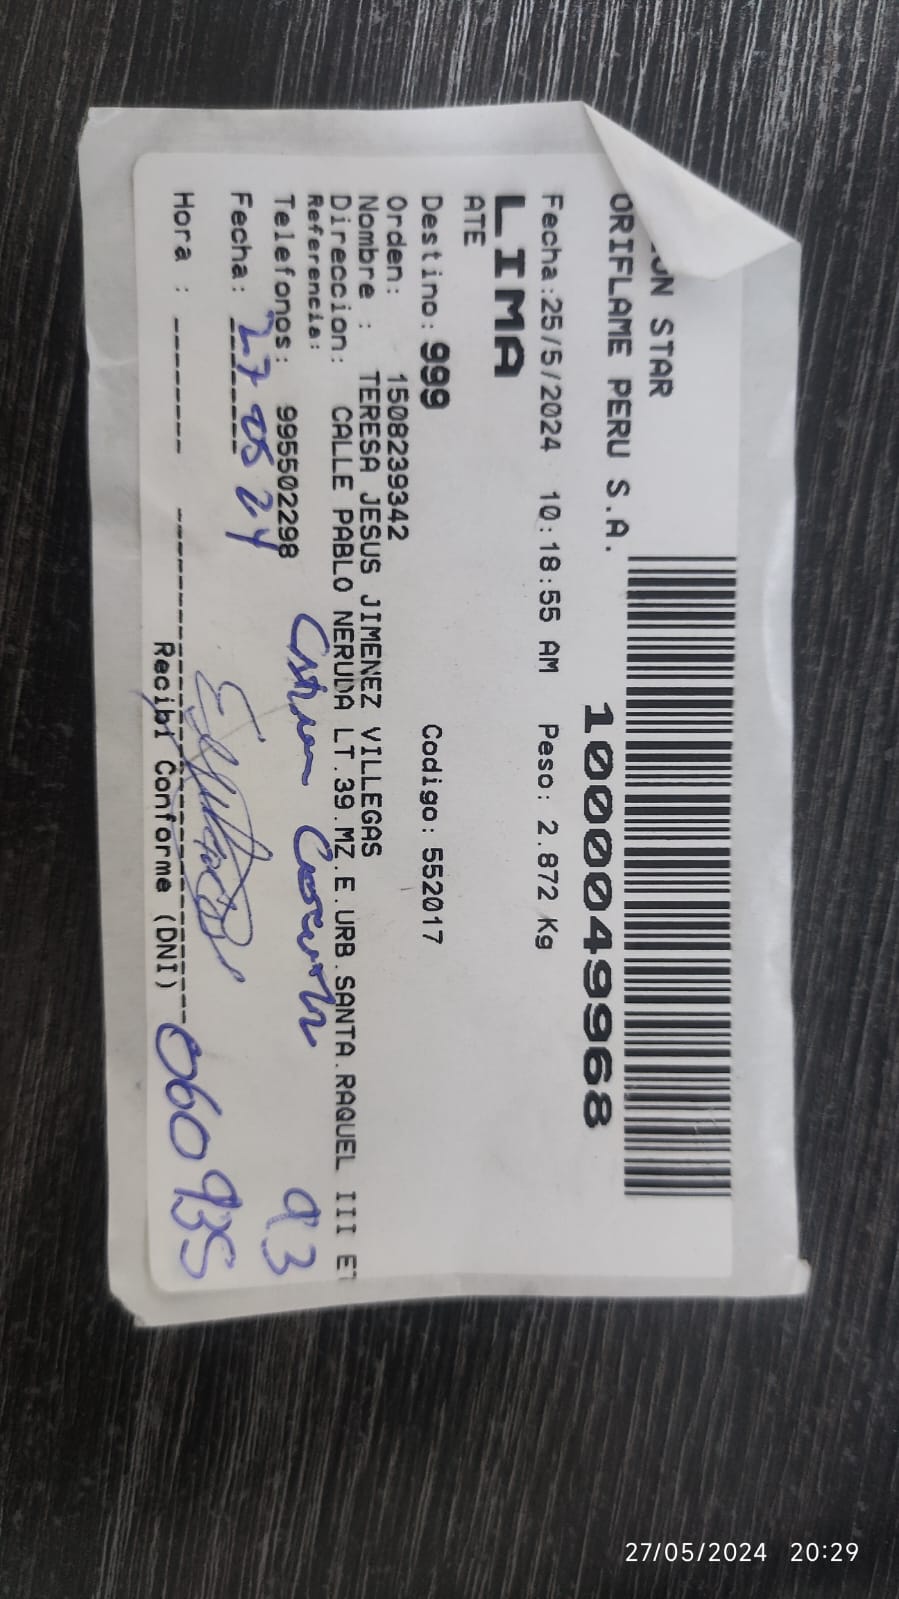 ON STAR
ORIFLAME PERU S.A.
10000049968
Fecha:25/5/2024 10:18:55 AM Peso: 2.872 Kg
LIMA
ATE
Destino: 999 Codigo: 552017
Orden: 1508239342
Nombre : TERESA JESUS JIMENEZ VILLEGAS
Direccion: CALLE PABLO NERUDA LT.39.MZ.E.URB.SANTA.RAQUEL III ET
Referencia:
Telefonos: 995502298
93
Fecha: 27 05 24
Hora :
Recibi Conforme (DNI) 060935
27/05/2024 20:29